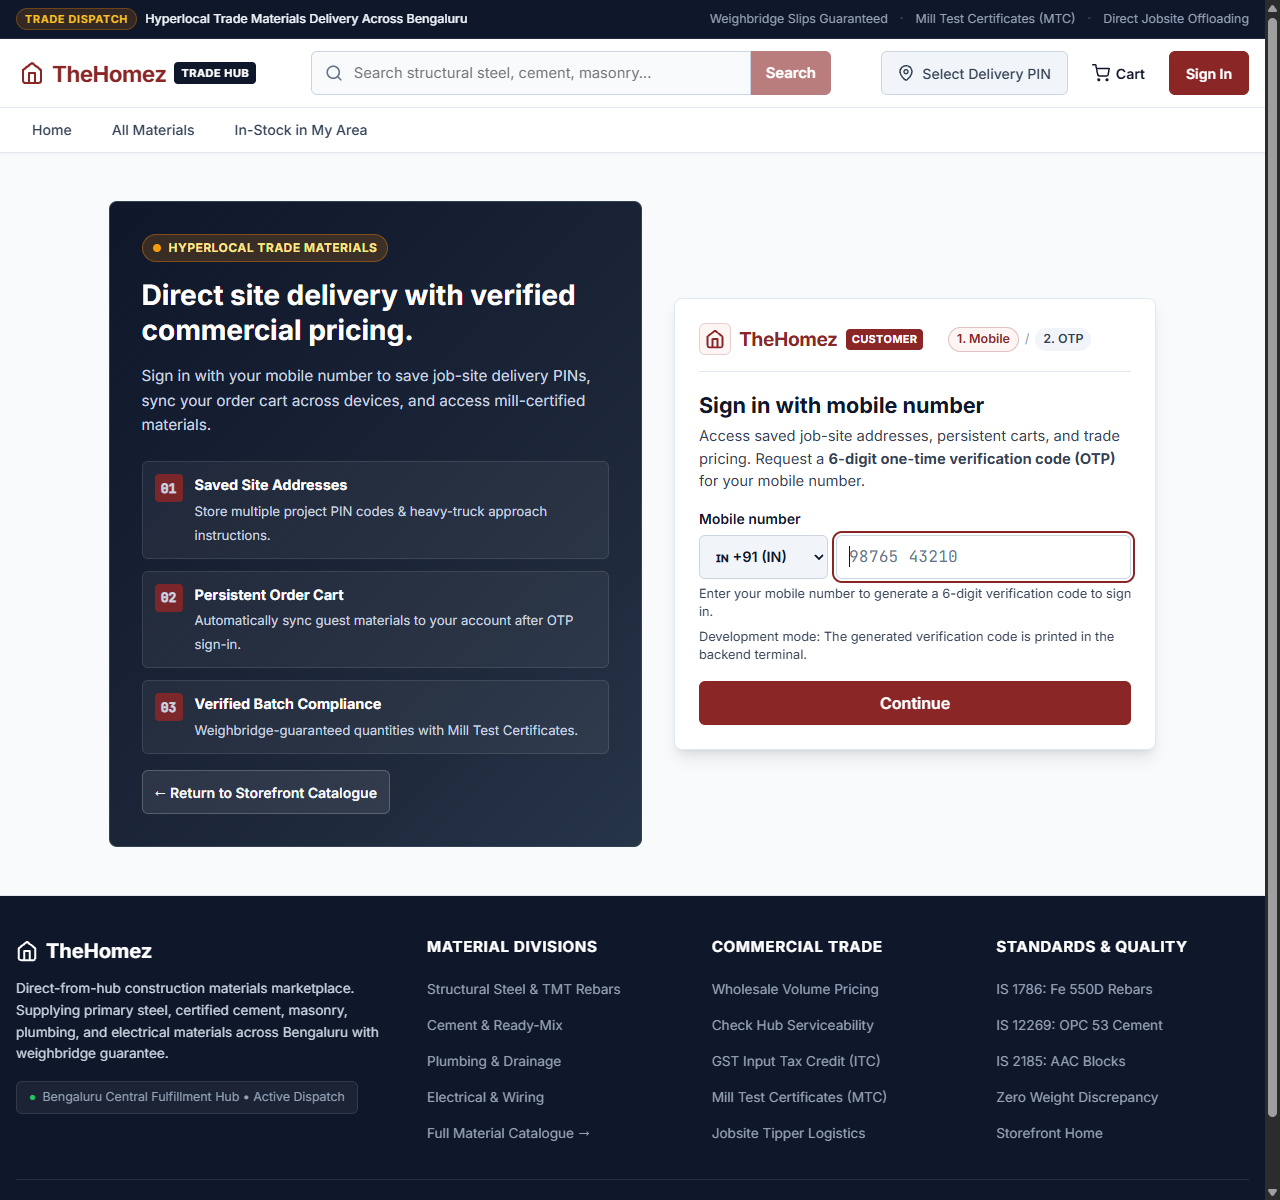 TRADE DISPATCH Hyperlocal Trade Materials Delivery Across Bengaluru
Weighbridge Slips Guaranteed · Mill Test Certificates (MTC) · Direct Jobsite Offloading
TheHomez TRADE HUB
Search structural steel, cement, masonry...
Search
Select Delivery PIN
Cart
Sign In
Home
All Materials
In-Stock in My Area
HYPERLOCAL TRADE MATERIALS
Direct site delivery with verified
commercial pricing.
Sign in with your mobile number to save job-site delivery PINs,
sync your order cart across devices, and access mill-certified
materials.
01 Saved Site Addresses
Store multiple project PIN codes & heavy-truck approach
instructions.
02 Persistent Order Cart
Automatically sync guest materials to your account after OTP
sign-in.
03 Verified Batch Compliance
Weighbridge-guaranteed quantities with Mill Test Certificates.
← Return to Storefront Catalogue
TheHomez CUSTOMER
1. Mobile / 2. OTP
Sign in with mobile number
Access saved job-site addresses, persistent carts, and trade
pricing. Request a 6-digit one-time verification code (OTP)
for your mobile number.
Mobile number
IN +91 (IN)
98765 43210
Enter your mobile number to generate a 6-digit verification code to sign
in.
Development mode: The generated verification code is printed in the
backend terminal.
Continue
TheHomez
Direct-from-hub construction materials marketplace.
Supplying primary steel, certified cement, masonry,
plumbing, and electrical materials across Bengaluru with
weighbridge guarantee.
Bengaluru Central Fulfillment Hub • Active Dispatch
MATERIAL DIVISIONS
Structural Steel & TMT Rebars
Cement & Ready-Mix
Plumbing & Drainage
Electrical & Wiring
Full Material Catalogue →
COMMERCIAL TRADE
Wholesale Volume Pricing
Check Hub Serviceability
GST Input Tax Credit (ITC)
Mill Test Certificates (MTC)
Jobsite Tipper Logistics
STANDARDS & QUALITY
IS 1786: Fe 550D Rebars
IS 12269: OPC 53 Cement
IS 2185: AAC Blocks
Zero Weight Discrepancy
Storefront Home